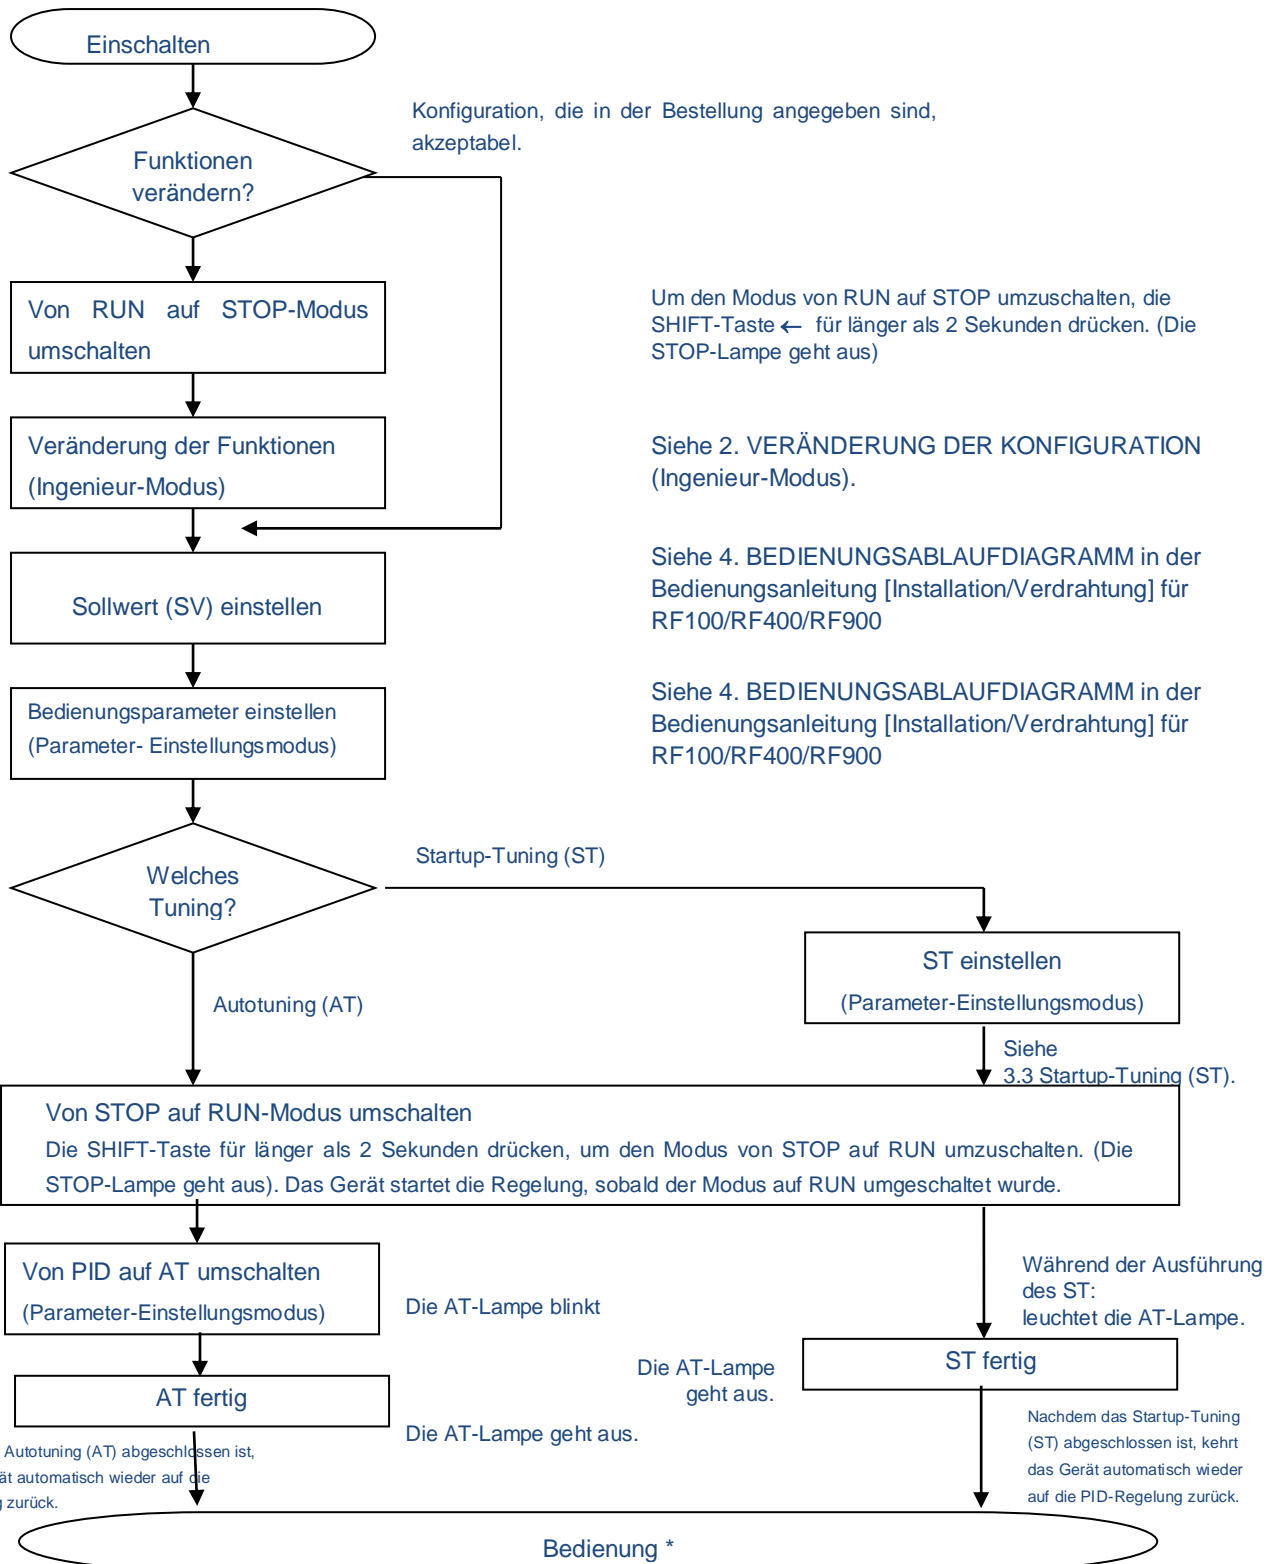 Einschalten
Konfiguration, die in der Bestellung angegeben sind,
akzeptabel.
Funktionen
verändern?
Von RUN auf STOP-Modus
umschalten
Um den Modus von RUN auf STOP umzuschalten, die
SHIFT-Taste ← für länger als 2 Sekunden drücken. (Die
STOP-Lampe geht aus)
Veränderung der Funktionen
(Ingenieur-Modus)
Siehe 2. VERÄNDERUNG DER KONFIGURATION
(Ingenieur-Modus).
Sollwert (SV) einstellen
Siehe 4. BEDIENUNGSABLAUFDIAGRAMM in der
Bedienungsanleitung [Installation/Verdrahtung] für
RF100/RF400/RF900
Bedienungsparameter einstellen
(Parameter- Einstellungsmodus)
Siehe 4. BEDIENUNGSABLAUFDIAGRAMM in der
Bedienungsanleitung [Installation/Verdrahtung] für
RF100/RF400/RF900
Welches
Tuning?
Startup-Tuning (ST)
ST einstellen
(Parameter-Einstellungsmodus)
Autotuning (AT)
Siehe
3.3 Startup-Tuning (ST).
Von STOP auf RUN-Modus umschalten
Die SHIFT-Taste für länger als 2 Sekunden drücken, um den Modus von STOP auf RUN umzuschalten. (Die
STOP-Lampe geht aus). Das Gerät startet die Regelung, sobald der Modus auf RUN umgeschaltet wurde.
Von PID auf AT umschalten
(Parameter-Einstellungsmodus)
Die AT-Lampe blinkt
Während der Ausführung
des ST:
leuchtet die AT-Lampe.
AT fertig
Die AT-Lampe geht aus.
Die AT-Lampe
geht aus.
ST fertig
Autotuning (AT) abgeschlossen ist,
ät automatisch wieder auf die
g zurück.
Nachdem das Startup-Tuning
(ST) abgeschlossen ist, kehrt
das Gerät automatisch wieder
auf die PID-Regelung zurück.
Bedienung *